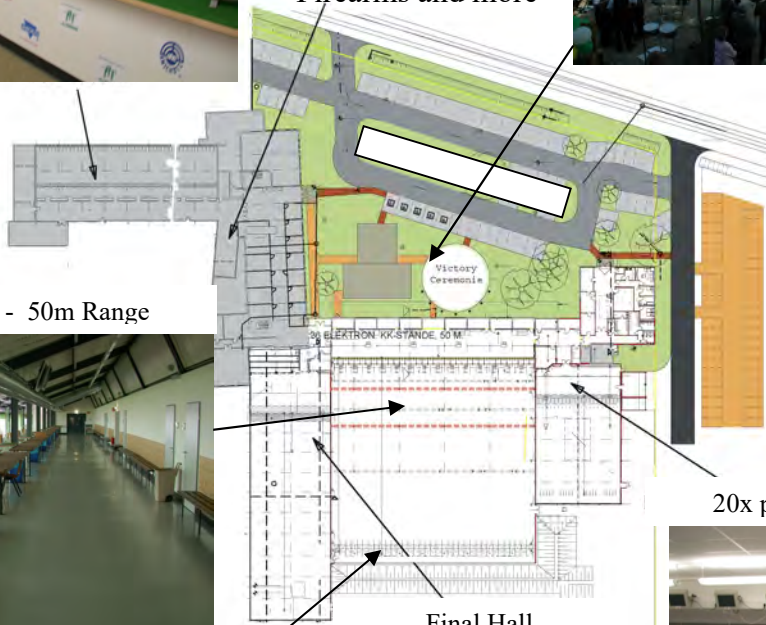 Firearms and more
Victory
Ceremonie
- 50m Range
ELEKTRON. KK-STÄNDE, 50 M.
20x p
Final Hall